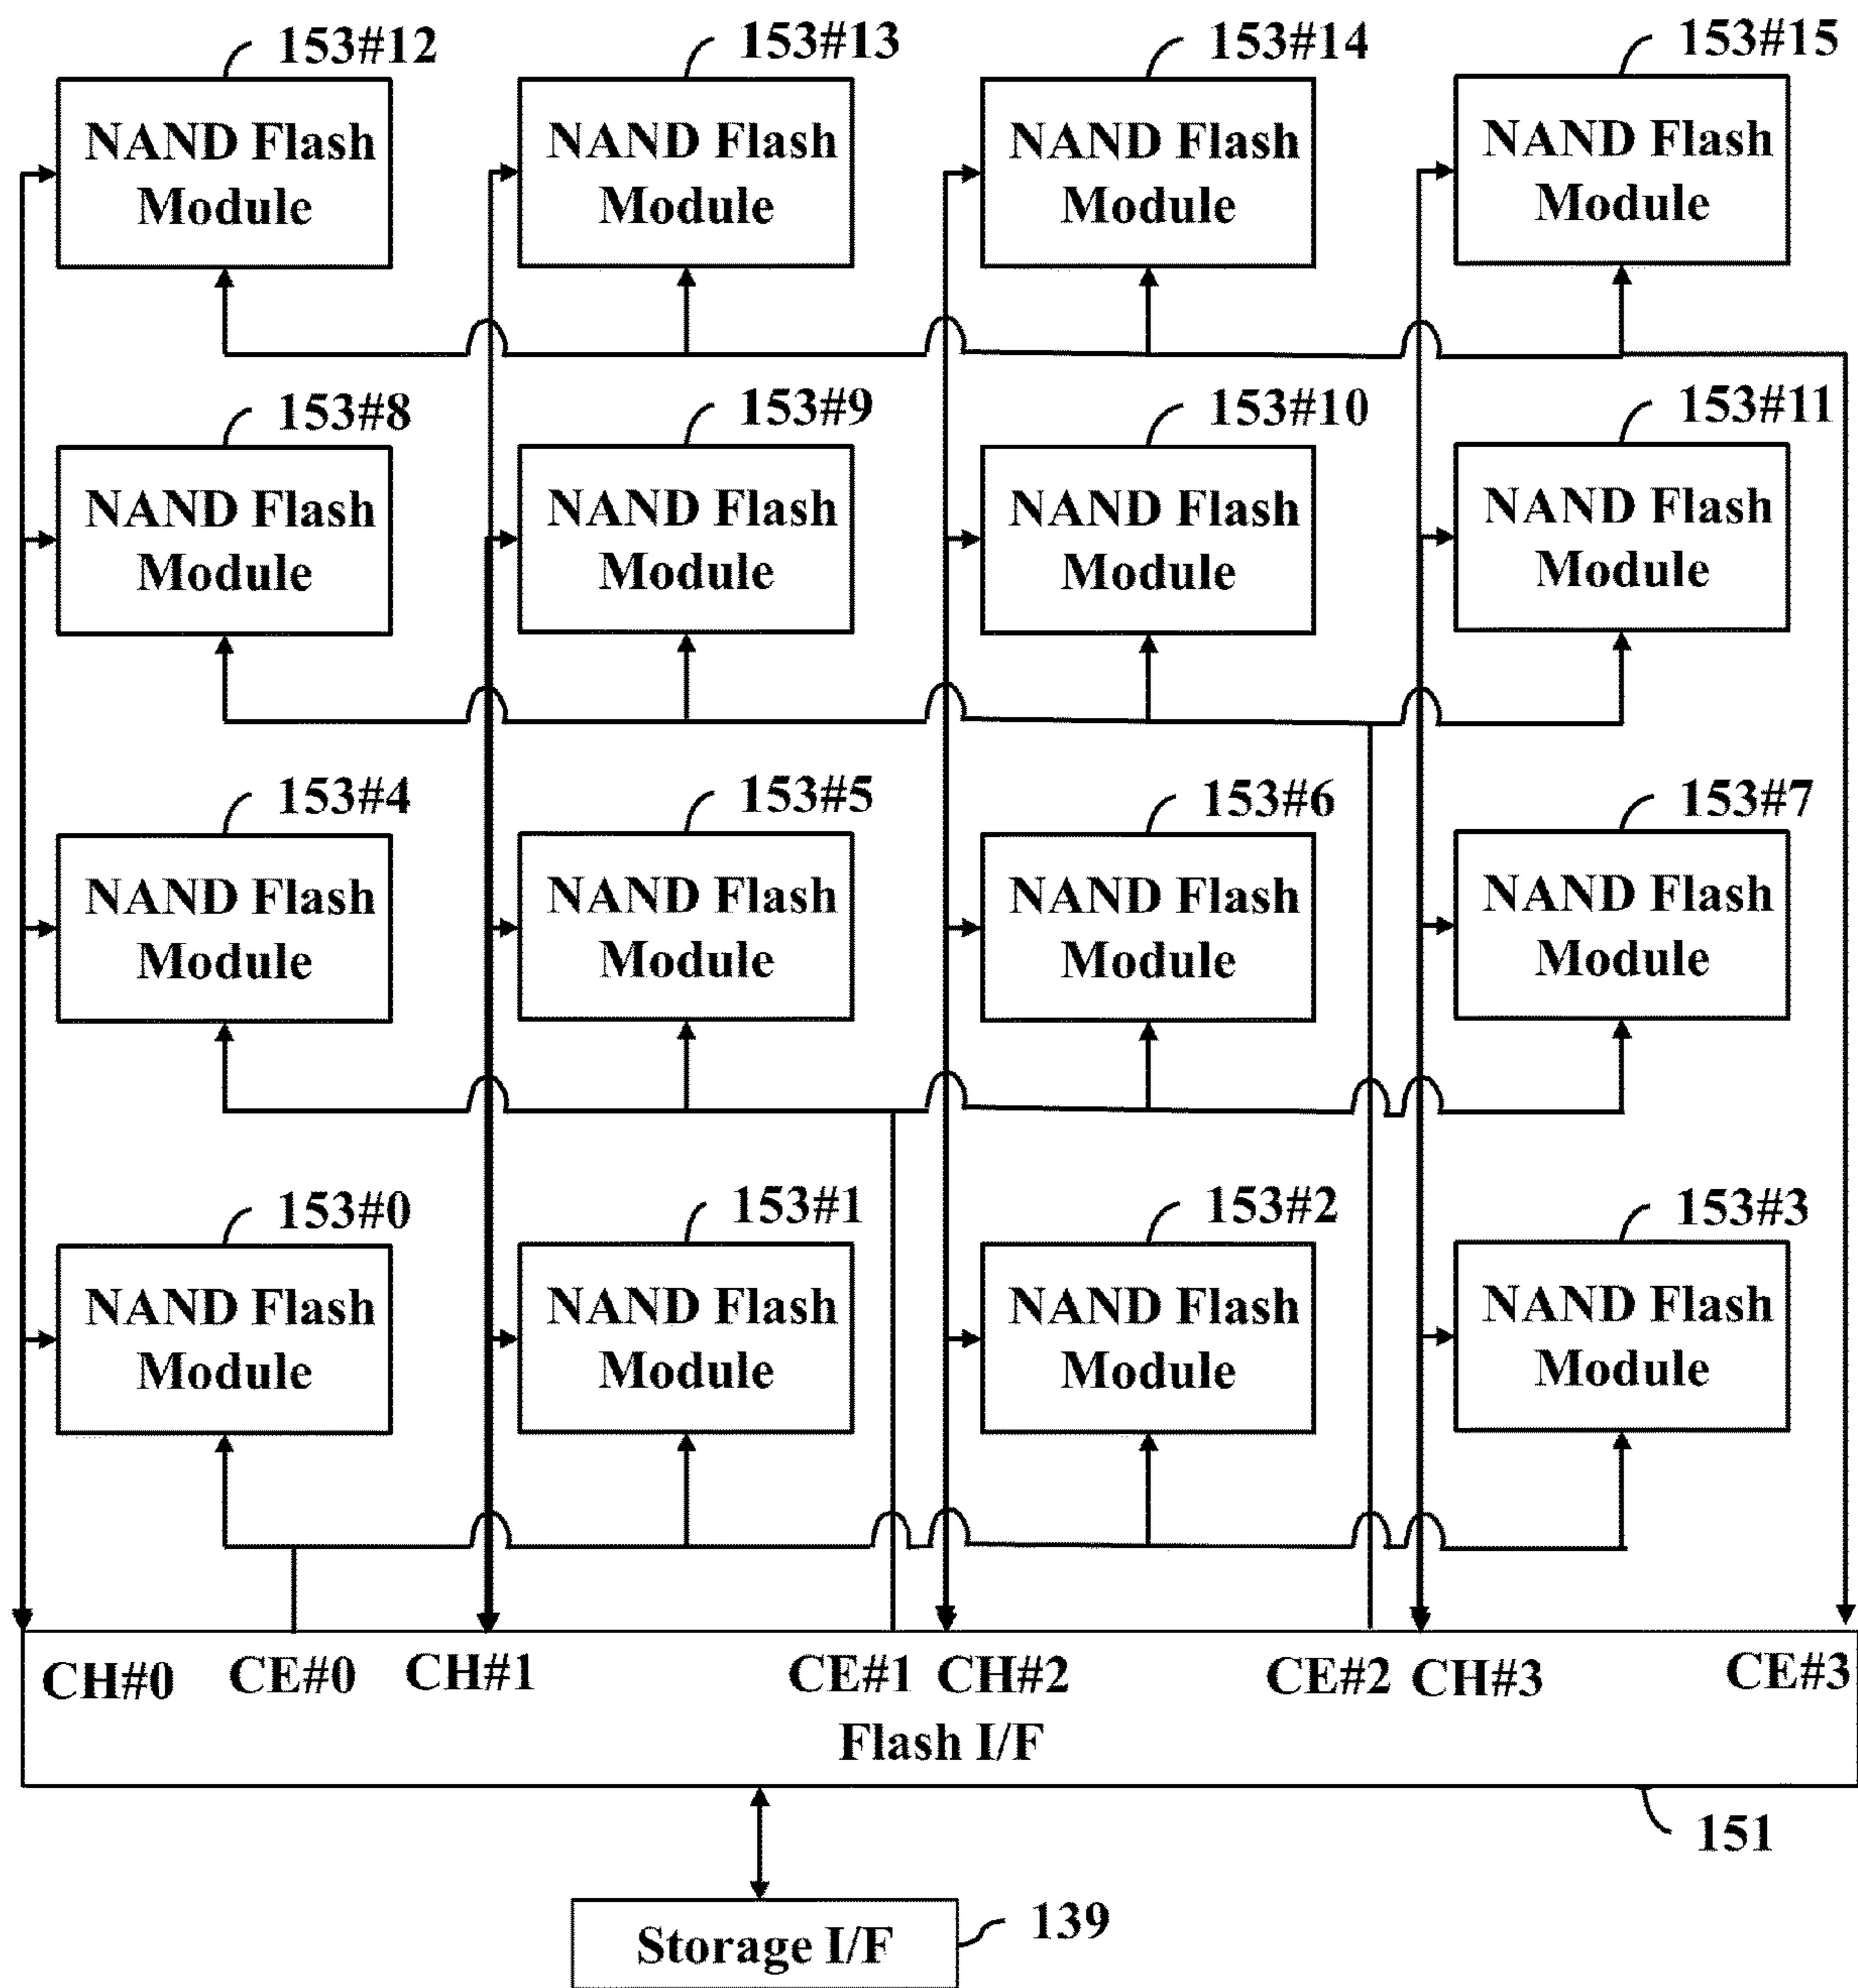 153#12 153#13 153#14 153#15
NAND Flash NAND Flash NAND Flash NAND Flash
Module Module Module Module
153#8 153#9 153#10 153#11
NAND Flash NAND Flash NAND Flash NAND Flash
Module Module Module Module
153#4 153#5 153#6 153#7
NAND Flash NAND Flash NAND Flash NAND Flash
Module Module Module Module
153#0 153#1 153#2 153#3
NAND Flash NAND Flash NAND Flash NAND Flash
Module Module Module Module
CH#0 CE#0 CH#1 CE#1 CH#2 CE#2 CH#3 CE#3
Flash I/F
151
Storage I/F 139